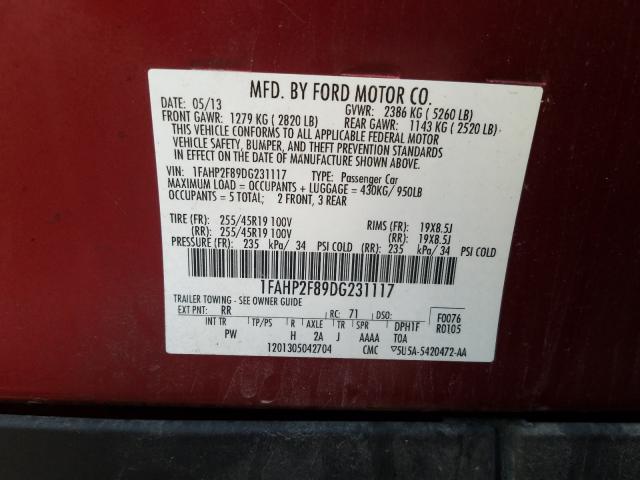 MFD. BY FORD MOTOR CO.
DATE: 05/13 GVWR: 2386 KG ( 5260 LB)
FRONT GAWR: 1279 KG ( 2820 LB) REAR GAWR: 1143 KG ( 2520 LB)
THIS VEHICLE CONFORMS TO ALL APPLICABLE FEDERAL MOTOR
VEHICLE SAFETY, BUMPER, AND THEFT PREVENTION STANDARDS
IN EFFECT ON THE DATE OF MANUFACTURE SHOWN ABOVE.
VIN: 1FAHP2F89DG231117 TYPE: Passenger Car
MAXIMUM LOAD = OCCUPANTS + LUGGAGE = 430KG/ 950LB
OCCUPANTS = 5 TOTAL; 2 FRONT, 3 REAR
TIRE (FR): 255/45R19 100V RIMS (FR): 19X8.5J
(RR): 255/45R19 100V (RR): 19X8.5J
PRESSURE (FR): 235 kPa/ 34 PSI COLD (RR): 235 kPa/ 34 PSI COLD
1FAHP2F89DG231117
TRAILER TOWING - SEE OWNER GUIDE
EXT PNT: RR RC: 71 DSO: F0076
INT TR TP/PS R AXLE TR SPR DPH1F R0105
PW H 2A J AAAA TOA
1201305042704 CMC ▽5U5A-5420472-AA